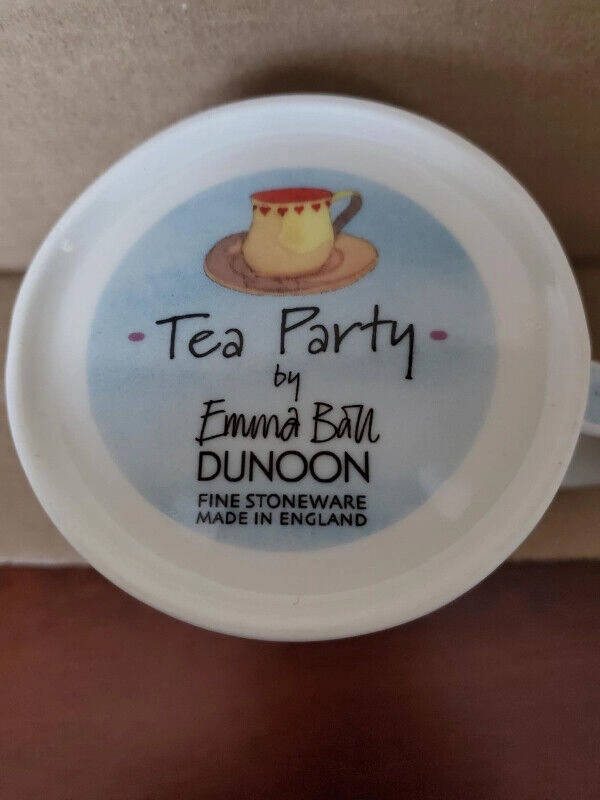 Tea Party
by
Emma Ball
DUNOON
FINE STONEWARE
MADE IN ENGLAND